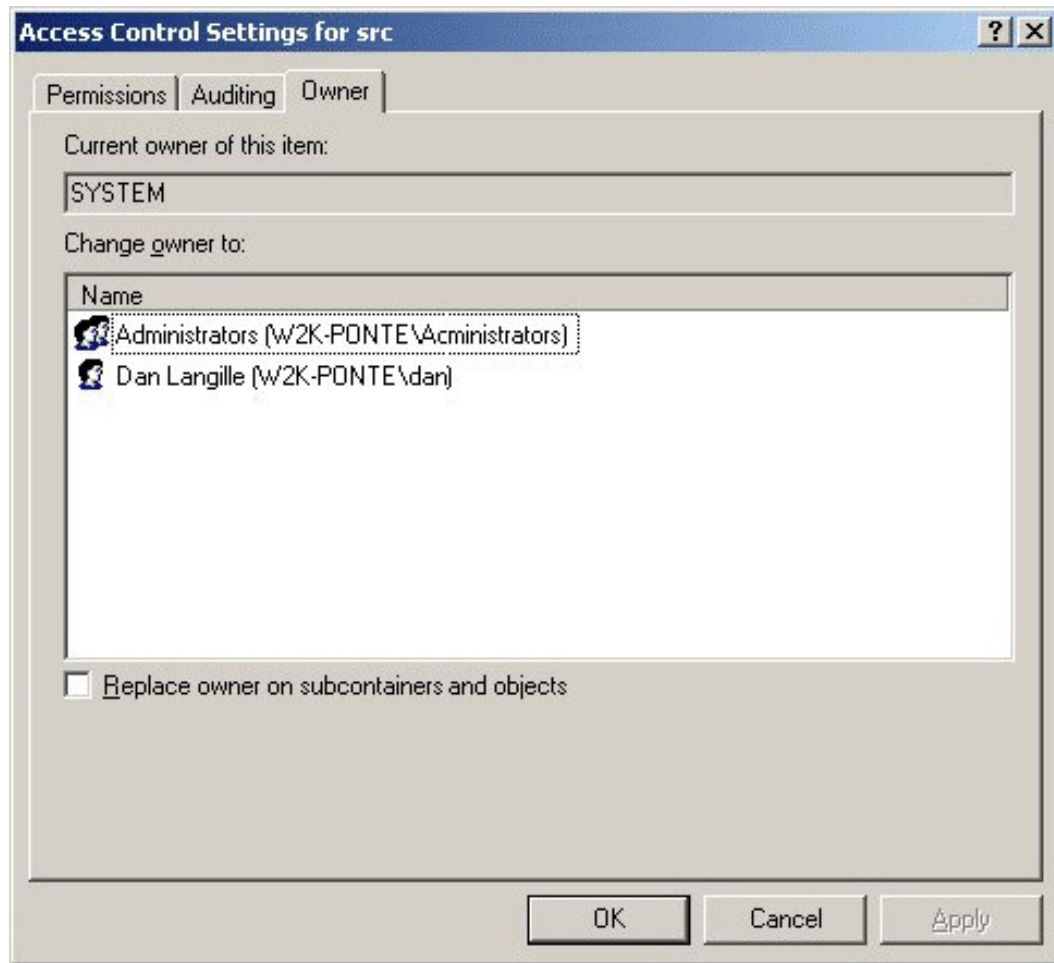 Access Control Settings for src
Permissions Auditing Owner
Current owner of this item:
SYSTEM
Change owner to:
Name
Administrators (W2K-PONTE\Acministrators)
Dan Langille (W2K-PONTE\dan)
Replace owner on subcontainers and objects
OK Cancel Apply